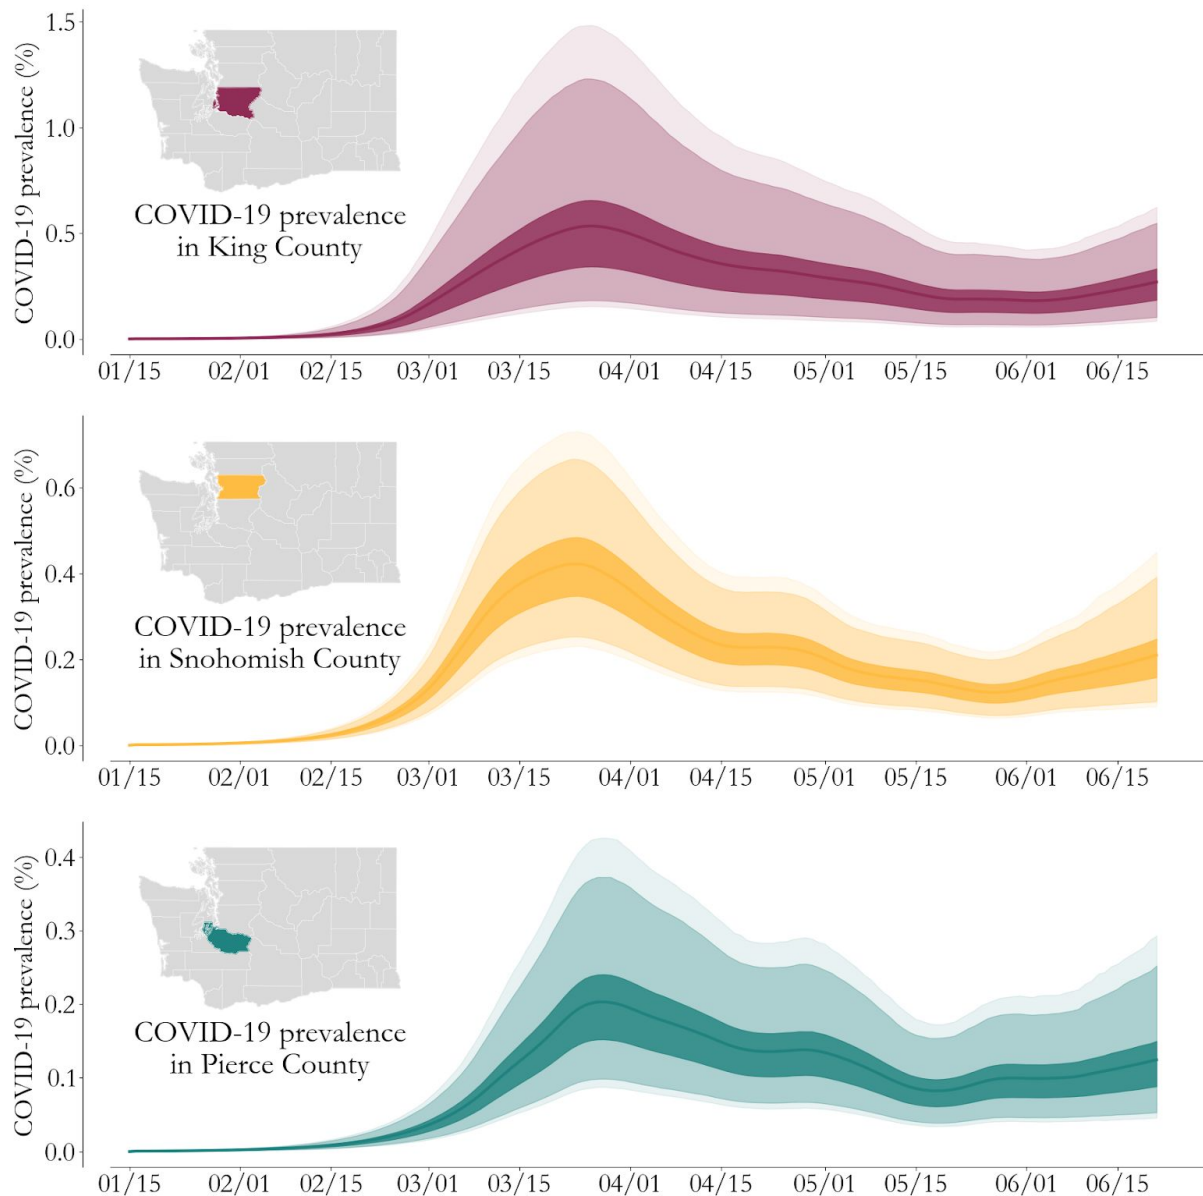 COVID-19 prevalence (%)
1.5
1.0
0.5
0.0
COVID-19 prevalence
in King County
01/15 02/01 02/15 03/01 03/15 04/01 04/15 05/01 05/15 06/01 06/15
COVID-19 prevalence (%)
0.6
0.4
0.2
0.0
COVID-19 prevalence
in Snohomish County
01/15 02/01 02/15 03/01 03/15 04/01 04/15 05/01 05/15 06/01 06/15
COVID-19 prevalence (%)
0.4
0.3
0.2
0.1
0.0
COVID-19 prevalence
in Pierce County
01/15 02/01 02/15 03/01 03/15 04/01 04/15 05/01 05/15 06/01 06/15